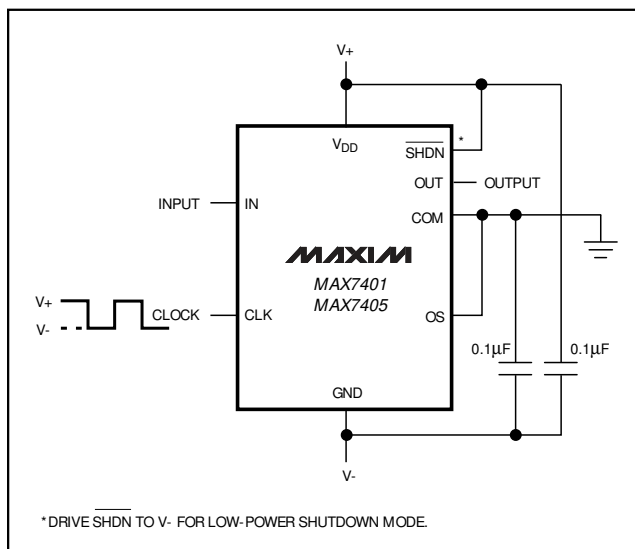 V+
VDD
SHDN
*
OUT
OUTPUT
INPUT
IN
COM
MAXIM
MAX7401
MAX7405
V+
V-
CLOCK
CLK
OS
0.1µF
0.1µF
GND
V-
*DRIVE SHDN TO V- FOR LOW-POWER SHUTDOWN MODE.